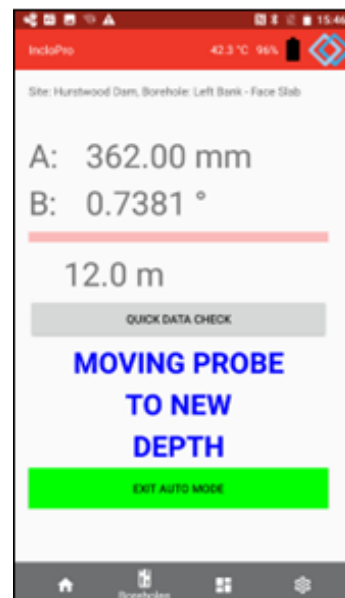 15:46
IncloPro 42.3 °C 96%
Site: Hurstwood Dam, Borehole: Left Bank - Face Slab
A: 362.00 mm
B: 0.7381 °
12.0 m
QUICK DATA CHECK
MOVING PROBE
TO NEW
DEPTH
EXIT AUTO MODE
Boreholes